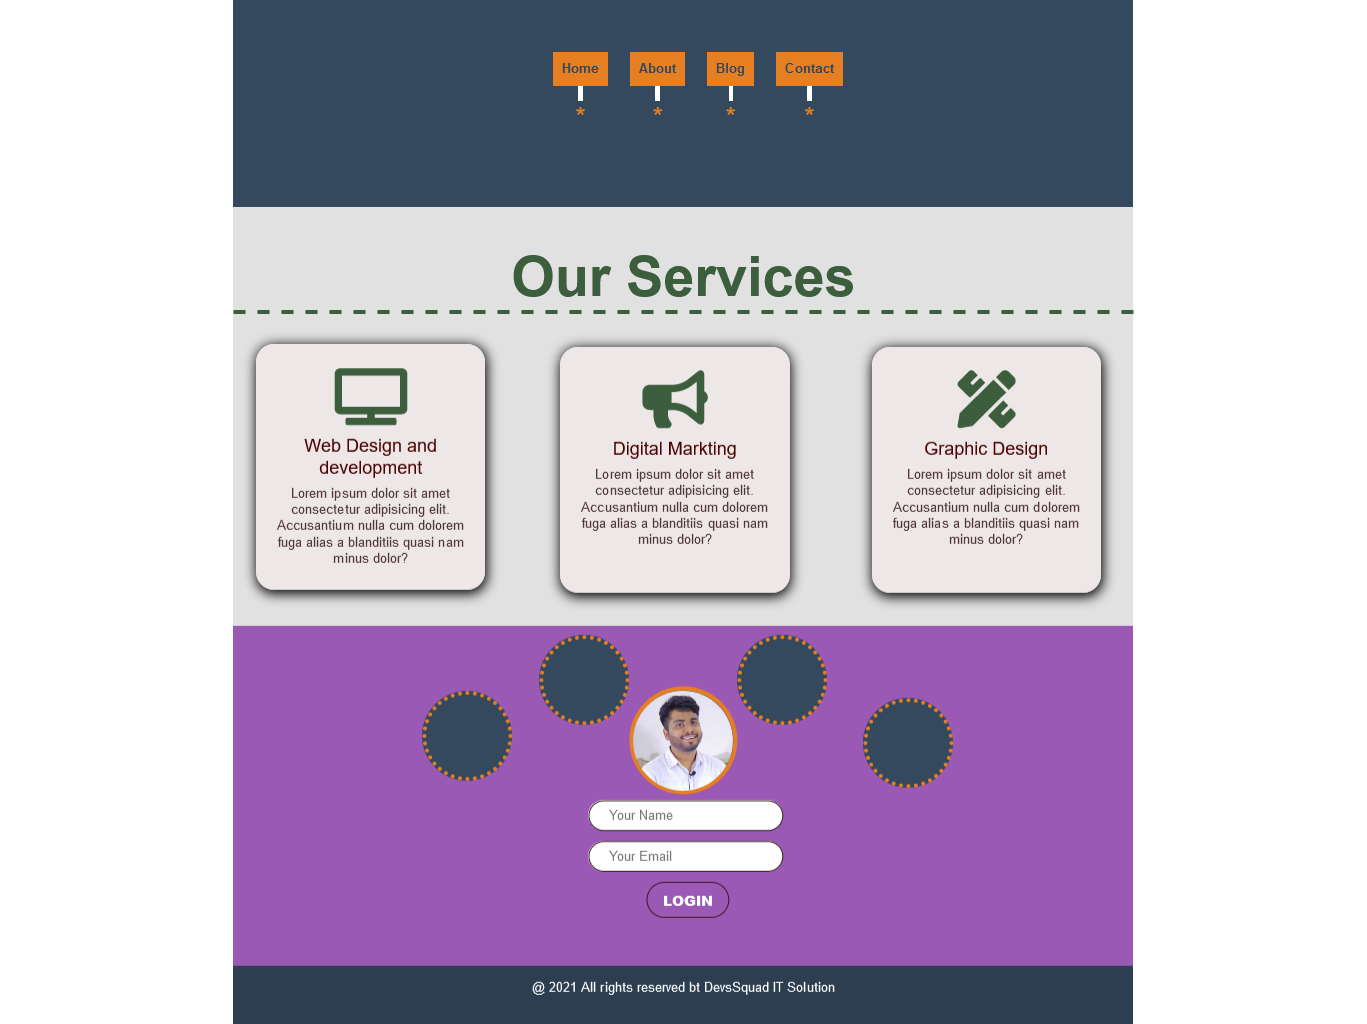 Home About Blog Contact
* * * *
Our Services
Web Design and
development
Lorem ipsum dolor sit amet
consectetur adipisicing elit.
Accusantium nulla cum dolorem
fuga alias a blanditiis quasi nam
minus dolor?
Digital Markting
Lorem ipsum dolor sit amet
consectetur adipisicing elit.
Accusantium nulla cum dolorem
fuga alias a blanditiis quasi nam
minus dolor?
Graphic Design
Lorem ipsum dolor sit amet
consectetur adipisicing elit.
Accusantium nulla cum dolorem
fuga alias a blanditiis quasi nam
minus dolor?
Your Name
Your Email
LOGIN
@ 2021 All rights reserved bt DevsSquad IT Solution